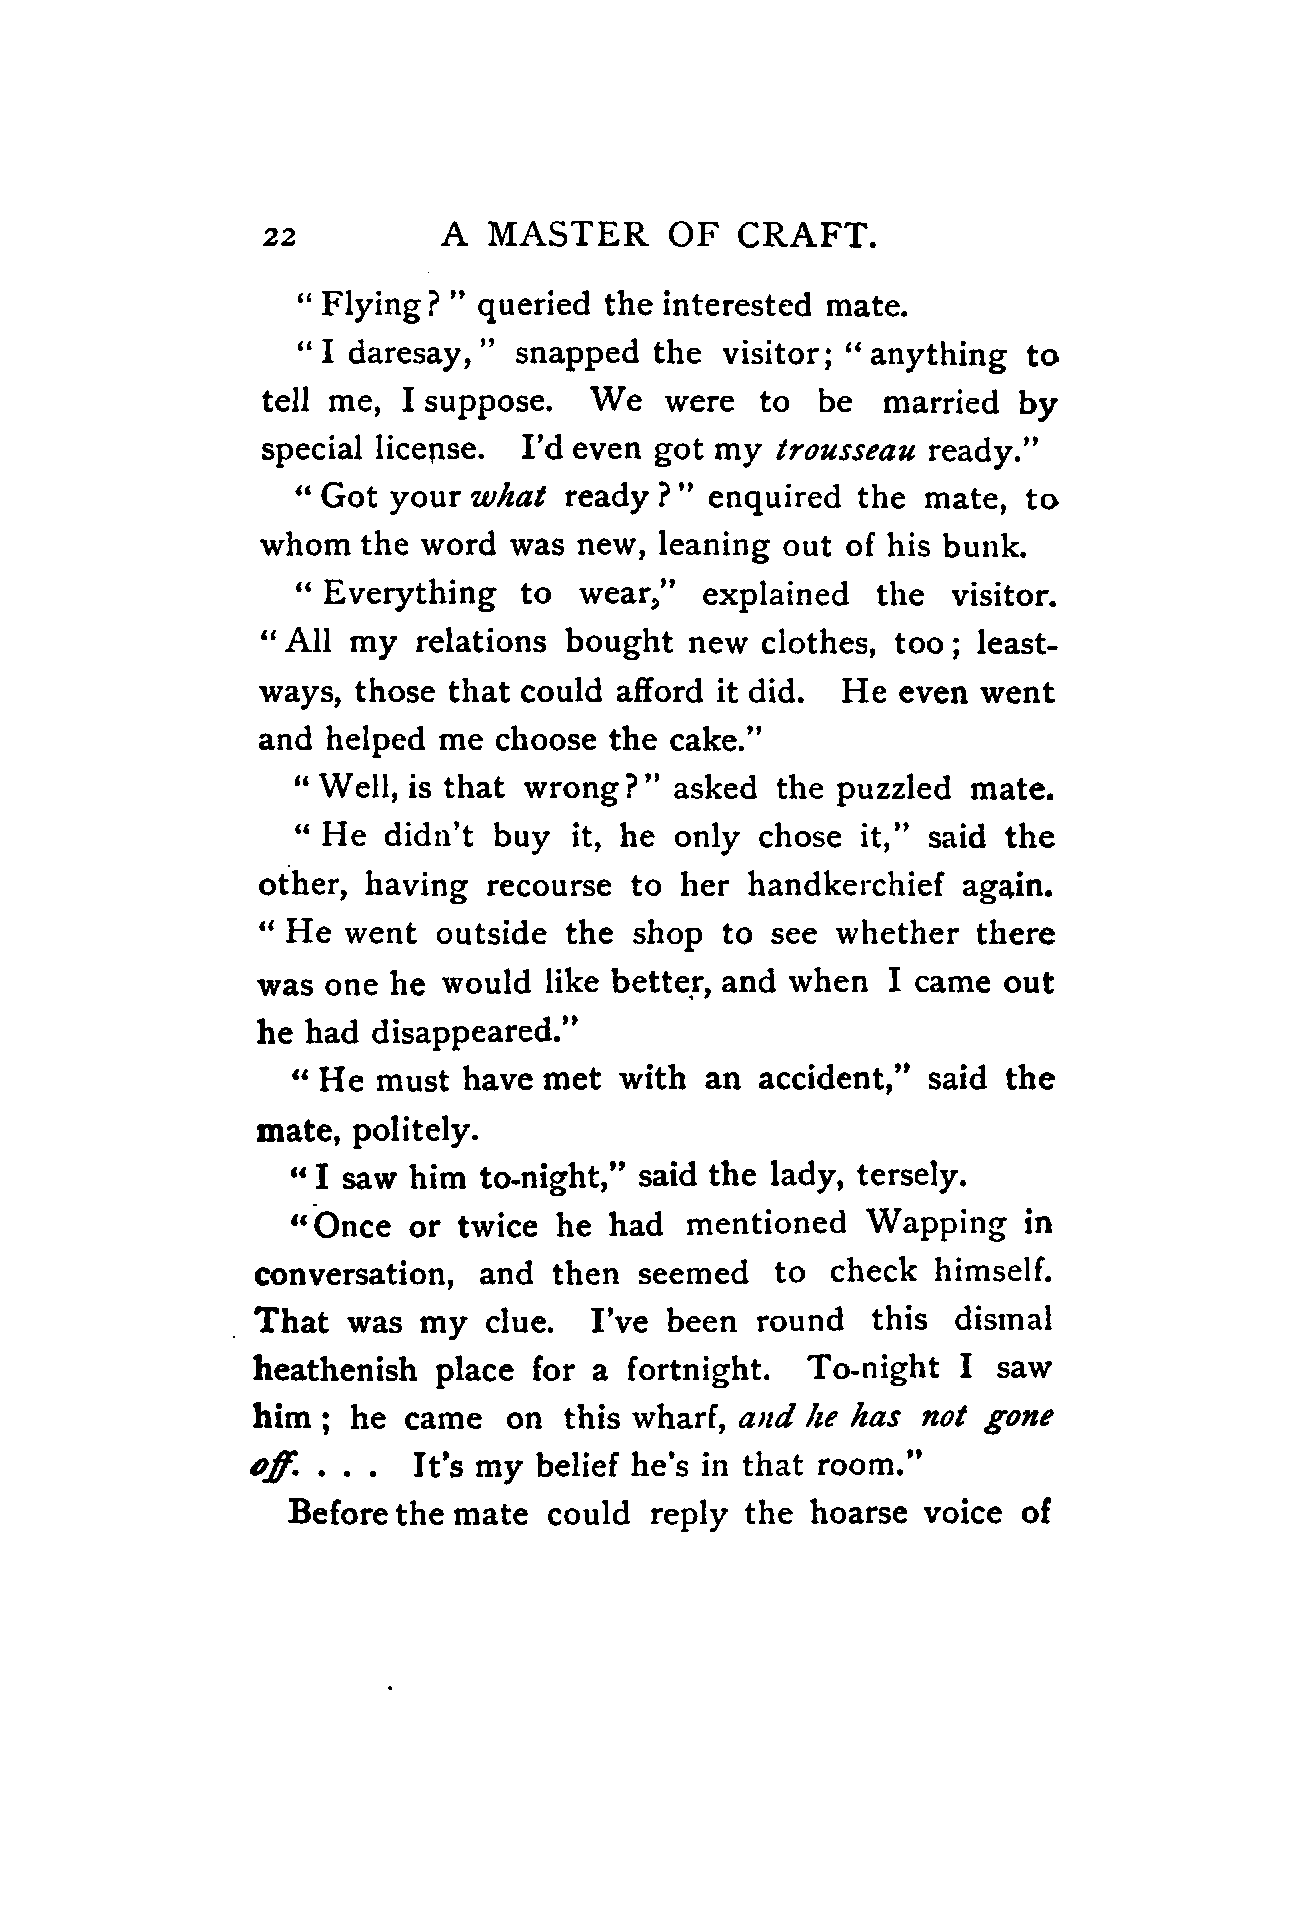 22 A MASTER OF CRAFT.
“Flying?” queried the interested mate.
“I daresay,” snapped the visitor; “anything to
tell me, I suppose. We were to be married by
special license. I’d even got my trousseau ready.”
“Got your what ready?” enquired the mate, to
whom the word was new, leaning out of his bunk.
“Everything to wear,” explained the visitor.
“All my relations bought new clothes, too; least-
ways, those that could afford it did. He even went
and helped me choose the cake.”
“Well, is that wrong?” asked the puzzled mate.
“He didn’t buy it, he only chose it,” said the
other, having recourse to her handkerchief again.
“He went outside the shop to see whether there
was one he would like better, and when I came out
he had disappeared.”
“He must have met with an accident,” said the
mate, politely.
“I saw him to-night,” said the lady, tersely.
“Once or twice he had mentioned Wapping in
conversation, and then seemed to check himself.
That was my clue. I’ve been round this dismal
heathenish place for a fortnight. To-night I saw
him; he came on this wharf, and he has not gone
off. . . . It’s my belief he’s in that room.”
Before the mate could reply the hoarse voice of